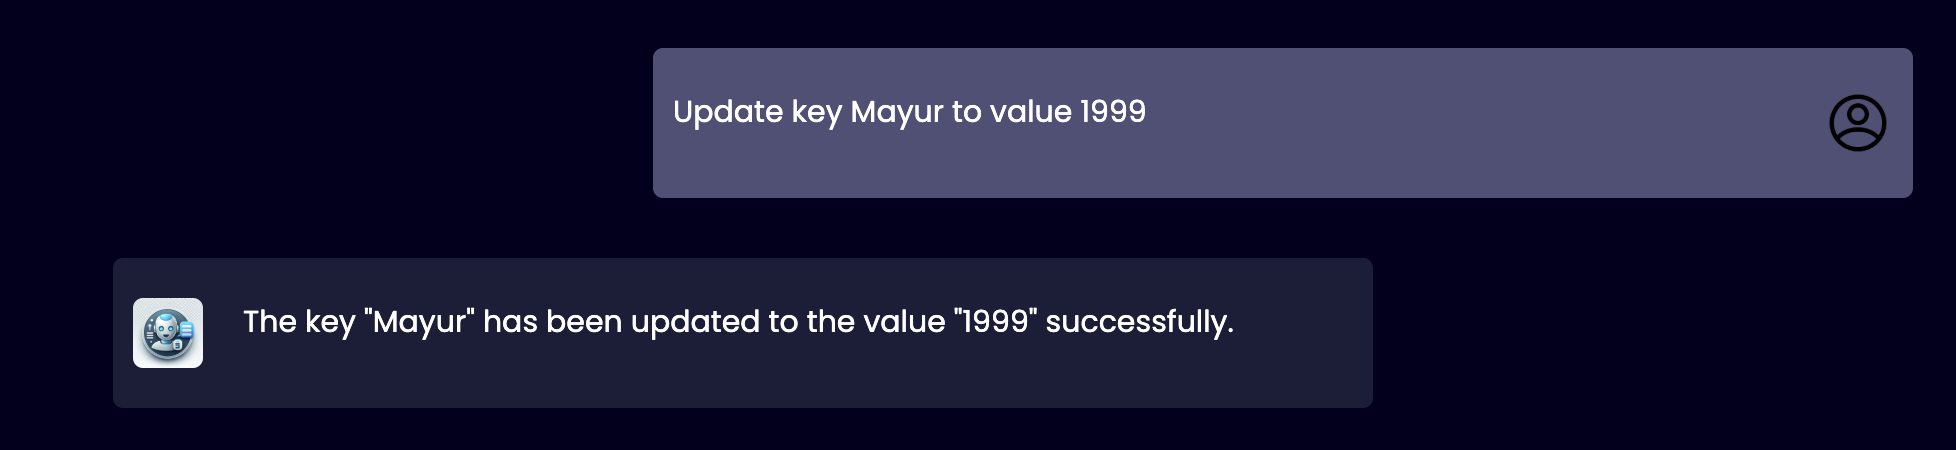 Update key Mayur to value 1999
The key "Mayur" has been updated to the value "1999" successfully.